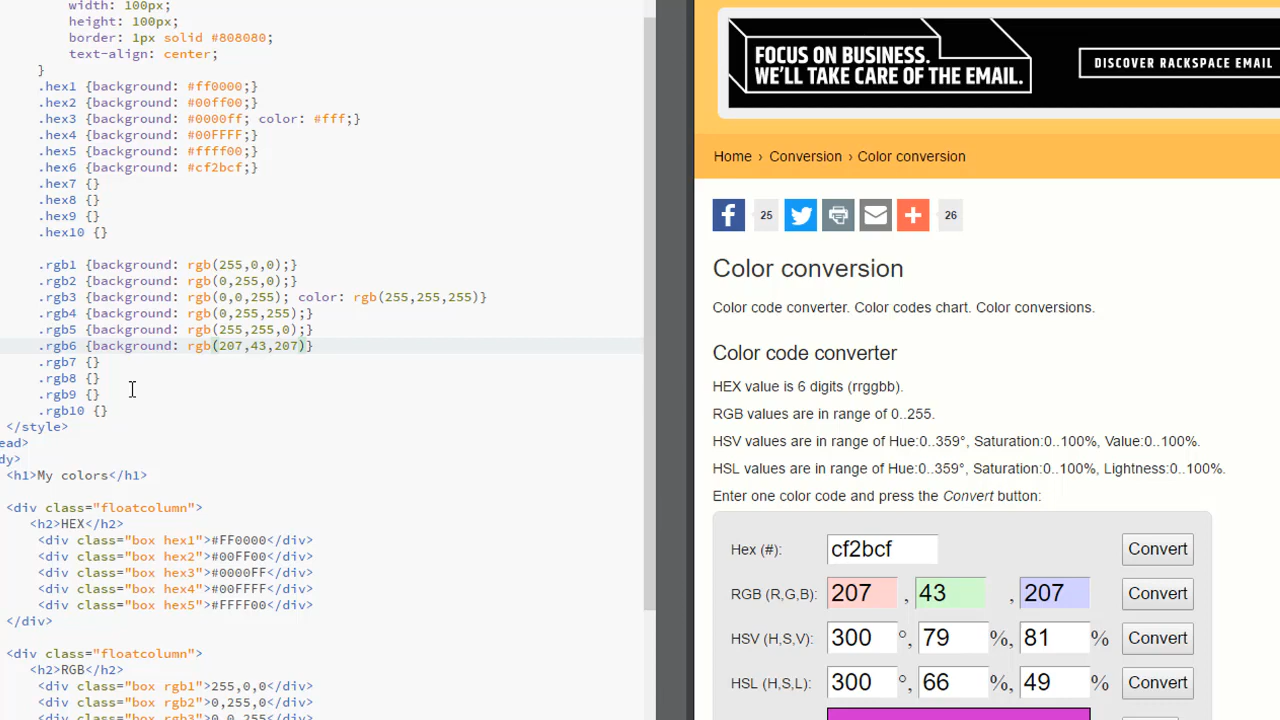 width: 100px;
height: 100px;
border: 1px solid #808080;
text-align: center;
}
.hex1 {background: #ff0000;}
.hex2 {background: #00ff00;}
.hex3 {background: #0000ff; color: #fff;}
.hex4 {background: #00FFFF;}
.hex5 {background: #ffff00;}
.hex6 {background: #cf2bcf;}
.hex7 {}
.hex8 {}
.hex9 {}
.hex10 {}
.rgb1 {background: rgb(255,0,0);}
.rgb2 {background: rgb(0,255,0);}
.rgb3 {background: rgb(0,0,255); color: rgb(255,255,255)}
.rgb4 {background: rgb(0,255,255);}
.rgb5 {background: rgb(255,255,0);}
.rgb6 {background: rgb(207,43,207)}
.rgb7 {}
.rgb8 {}
.rgb9 {}
.rgb10 {}
</style>
ead>
dy>
<h1>My colors</h1>
<div class="floatcolumn">
<h2>HEX</h2>
<div class="box hex1">#FF0000</div>
<div class="box hex2">#00FF00</div>
<div class="box hex3">#0000FF</div>
<div class="box hex4">#00FFFF</div>
<div class="box hex5">#FFFF00</div>
</div>
<div class="floatcolumn">
<h2>RGB</h2>
<div class="box rgb1">255,0,0</div>
<div class="box rgb2">0,255,0</div>
<div class="box rgb3">0,0,255</div>
FOCUS ON BUSINESS.
WE'LL TAKE CARE OF THE EMAIL.
DISCOVER RACKSPACE EMAIL
Home › Conversion › Color conversion
25 26
Color conversion
Color code converter. Color codes chart. Color conversions.
Color code converter
HEX value is 6 digits (rrggbb).
RGB values are in range of 0..255.
HSV values are in range of Hue:0..359°, Saturation:0..100%, Value:0..100%.
HSL values are in range of Hue:0..359°, Saturation:0..100%, Lightness:0..100%.
Enter one color code and press the Convert button:
Hex (#): cf2bcf Convert
RGB (R,G,B): 207 , 43 , 207 Convert
HSV (H,S,V): 300 °, 79 %, 81 % Convert
HSL (H,S,L): 300 °, 66 %, 49 % Convert